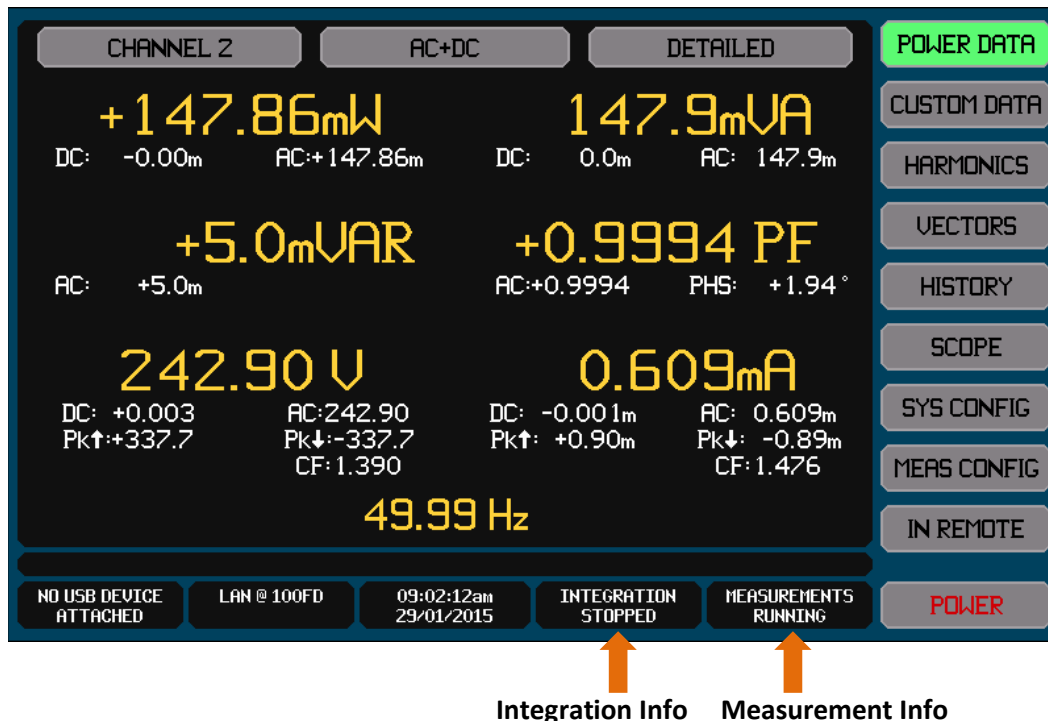 CHANNEL 2 AC+DC DETAILED POWER DATA
+147.86mW 147.9mVA CUSTOM DATA
DC: -0.00m AC:+147.86m DC: 0.0m AC: 147.9m HARMONICS
+5.0mVAR +0.9994 PF VECTORS
AC: +5.0m AC:+0.9994 PHS: +1.94° HISTORY
242.90 V 0.609mA SCOPE
DC: +0.003 AC:242.90 DC: -0.001m AC: 0.609m SYS CONFIG
Pk↑:+337.7 Pk↓:-337.7 Pk↑: +0.90m Pk↓: -0.89m
CF:1.390 CF:1.476 MEAS CONFIG
49.99 Hz IN REMOTE
NO USB DEVICE LAN @ 100FD 09:02:12am INTEGRATION MEASUREMENTS POWER
ATTACHED 29/01/2015 STOPPED RUNNING
Integration Info Measurement Info